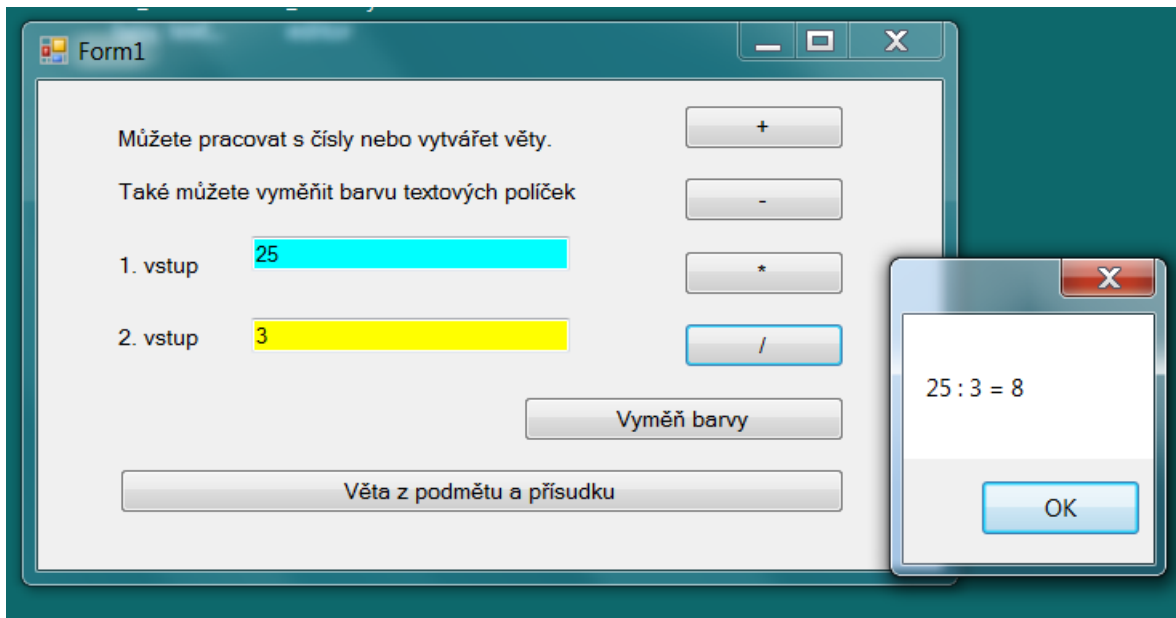 Form1
Můžete pracovat s čísly nebo vytvářet věty.
Také můžete vyměňit barvu textových políček
1. vstup
25
2. vstup
3
+
-
*
/
Vyměň barvy
Věta z podmětu a přísudku
25 : 3 = 8
OK